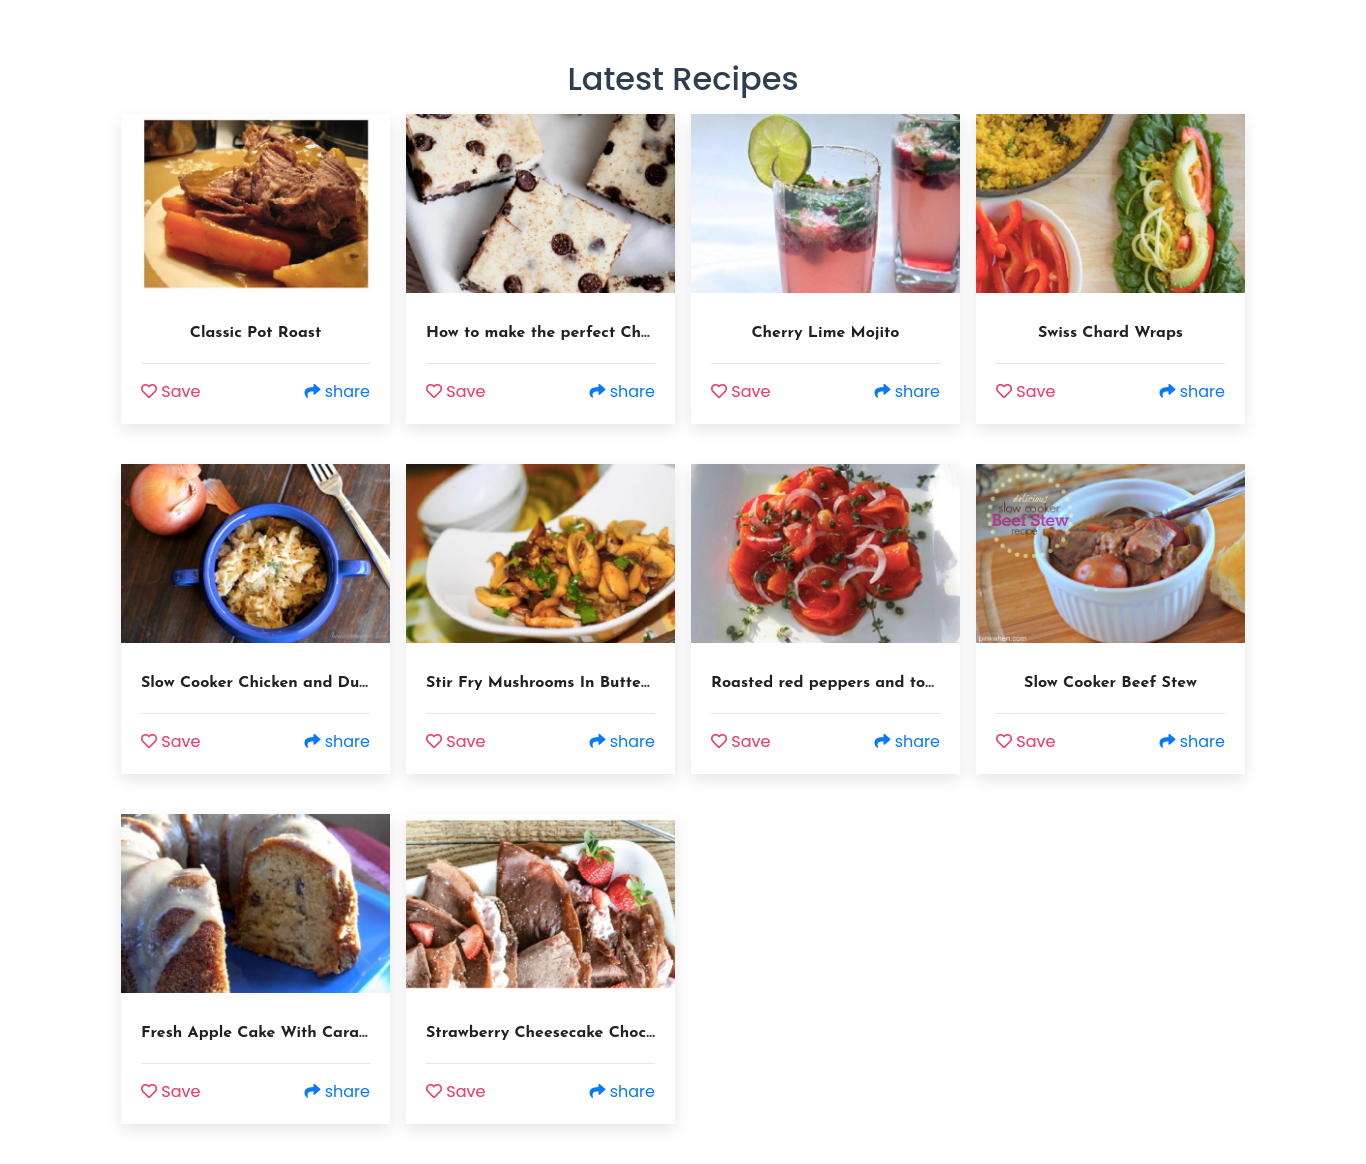 Latest Recipes
Classic Pot Roast
How to make the perfect Ch...
Cherry Lime Mojito
Swiss Chard Wraps
Save share
Save share
Save share
Save share
delicious
slow cooker
Beef Stew
recipe
pinkwhen.com
Slow Cooker Chicken and Du...
Stir Fry Mushrooms In Butte...
Roasted red peppers and to...
Slow Cooker Beef Stew
Save share
Save share
Save share
Save share
Fresh Apple Cake With Cara...
Strawberry Cheesecake Choc...
Save share
Save share